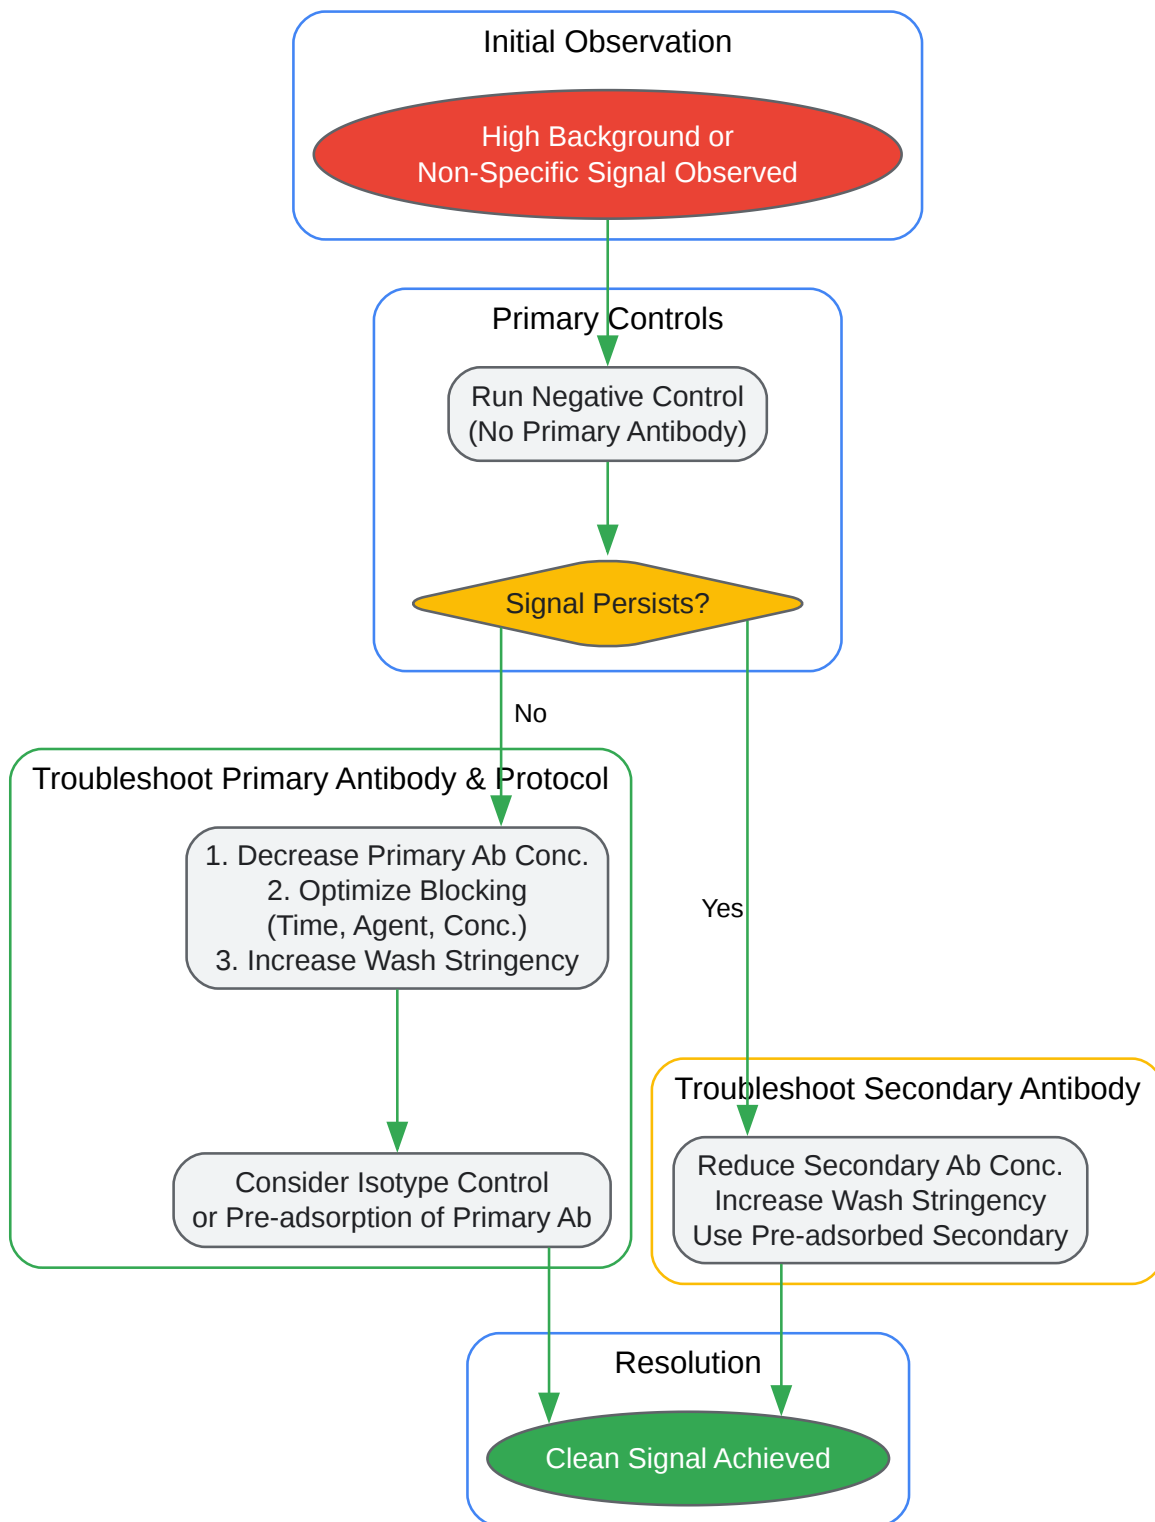 Initial Observation
High Background or
Non-Specific Signal Observed
Primary Controls
Run Negative Control
(No Primary Antibody)
Signal Persists?
No
Troubleshoot Primary Antibody & Protocol
1. Decrease Primary Ab Conc.
2. Optimize Blocking
(Time, Agent, Conc.)
3. Increase Wash Stringency
Yes
Consider Isotype Control
or Pre-adsorption of Primary Ab
Troubleshoot Secondary Antibody
Reduce Secondary Ab Conc.
Increase Wash Stringency
Use Pre-adsorbed Secondary
Resolution
Clean Signal Achieved